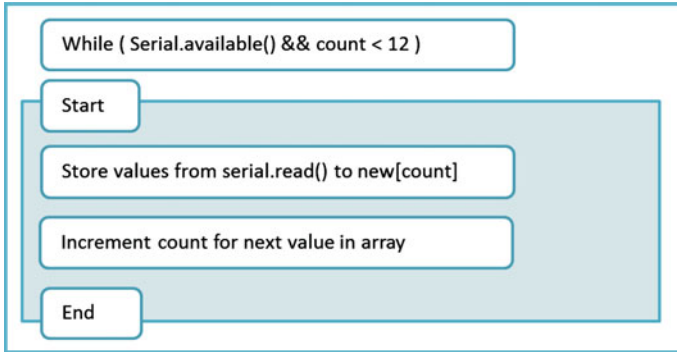 While ( Serial.available() && count < 12 )
Start
Store values from serial.read() to new[count]
Increment count for next value in array
End